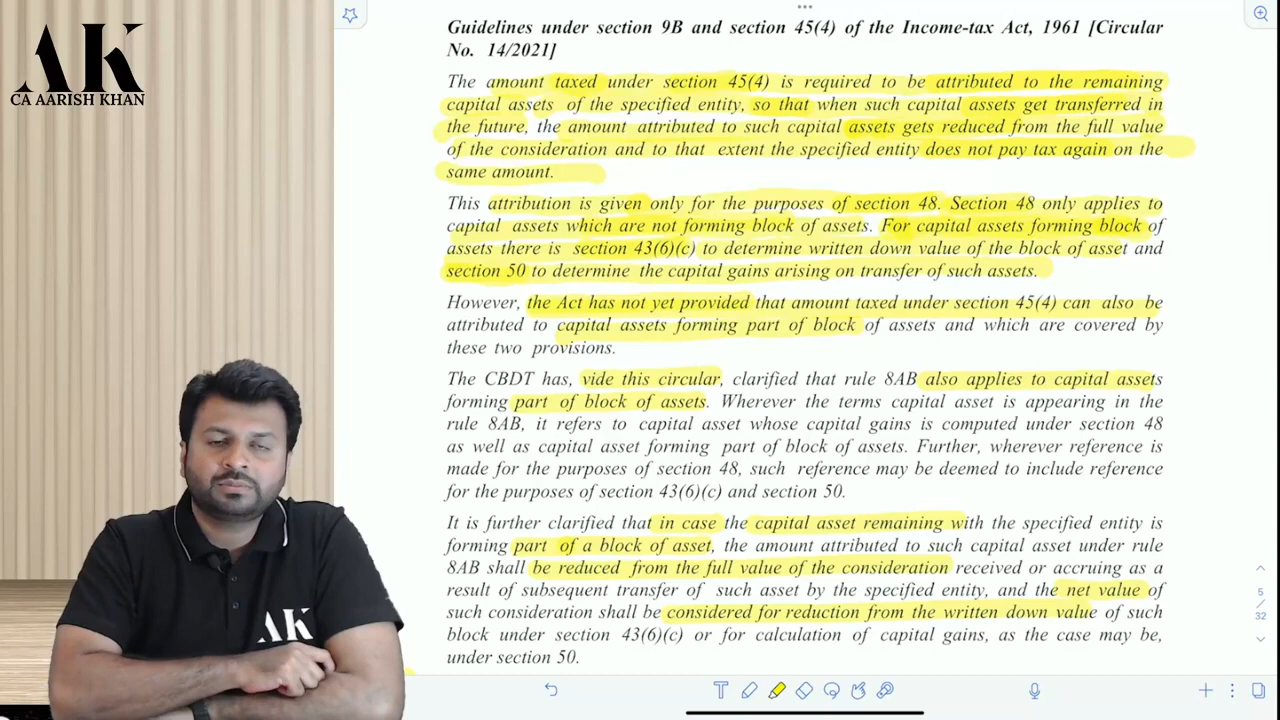 AK
CA AARISH KHAN
Guidelines under section 9B and section 45(4) of the Income-tax Act, 1961 [Circular
No. 14/2021]
The amount taxed under section 45(4) is required to be attributed to the remaining
capital assets of the specified entity, so that when such capital assets get transferred in
the future, the amount attributed to such capital assets gets reduced from the full value
of the consideration and to that extent the specified entity does not pay tax again on the
same amount.
This attribution is given only for the purposes of section 48. Section 48 only applies to
capital assets which are not forming block of assets. For capital assets forming block of
assets there is section 43(6)(c) to determine written down value of the block of asset and
section 50 to determine the capital gains arising on transfer of such assets.
However, the Act has not yet provided that amount taxed under section 45(4) can also be
attributed to capital assets forming part of block of assets and which are covered by
these two provisions.
The CBDT has, vide this circular, clarified that rule 8AB also applies to capital assets
forming part of block of assets. Wherever the terms capital asset is appearing in the
rule 8AB, it refers to capital asset whose capital gains is computed under section 48
as well as capital asset forming part of block of assets. Further, wherever reference is
made for the purposes of section 48, such reference may be deemed to include reference
for the purposes of section 43(6)(c) and section 50.
It is further clarified that in case the capital asset remaining with the specified entity is
forming part of a block of asset, the amount attributed to such capital asset under rule
8AB shall be reduced from the full value of the consideration received or accruing as a
result of subsequent transfer of such asset by the specified entity, and the net value of
such consideration shall be considered for reduction from the written down value of such
block under section 43(6)(c) or for calculation of capital gains, as the case may be,
under section 50.
5
/
32
AK